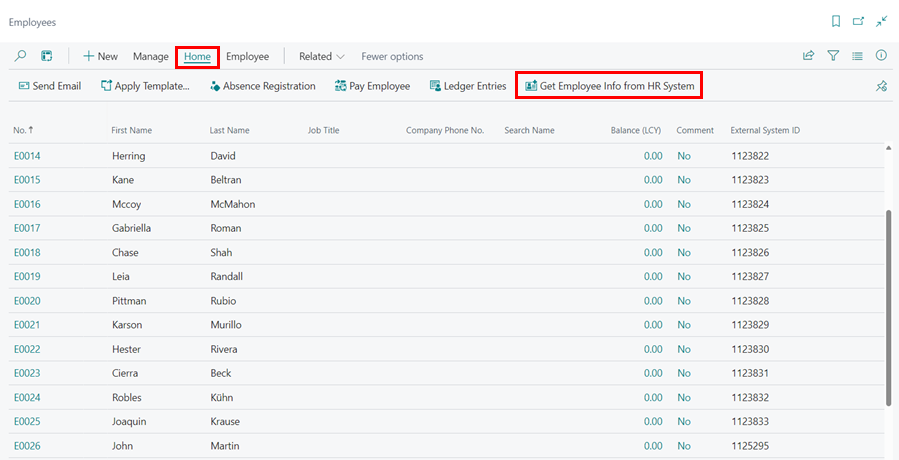 Employees
New Manage Home Employee Related Fewer options
Send Email Apply Template... Absence Registration Pay Employee Ledger Entries Get Employee Info from HR System
No.↑ First Name Last Name Job Title Company Phone No. Search Name Balance (LCY) Comment External System ID
E0014 Herring David 0.00 No 1123822
E0015 Kane Beltran 0.00 No 1123823
E0016 Mccoy McMahon 0.00 No 1123824
E0017 Gabriella Roman 0.00 No 1123825
E0018 Chase Shah 0.00 No 1123826
E0019 Leia Randall 0.00 No 1123827
E0020 Pittman Rubio 0.00 No 1123828
E0021 Karson Murillo 0.00 No 1123829
E0022 Hester Rivera 0.00 No 1123830
E0023 Cierra Beck 0.00 No 1123831
E0024 Robles Kühn 0.00 No 1123832
E0025 Joaquin Krause 0.00 No 1123833
E0026 John Martin 0.00 No 1125295